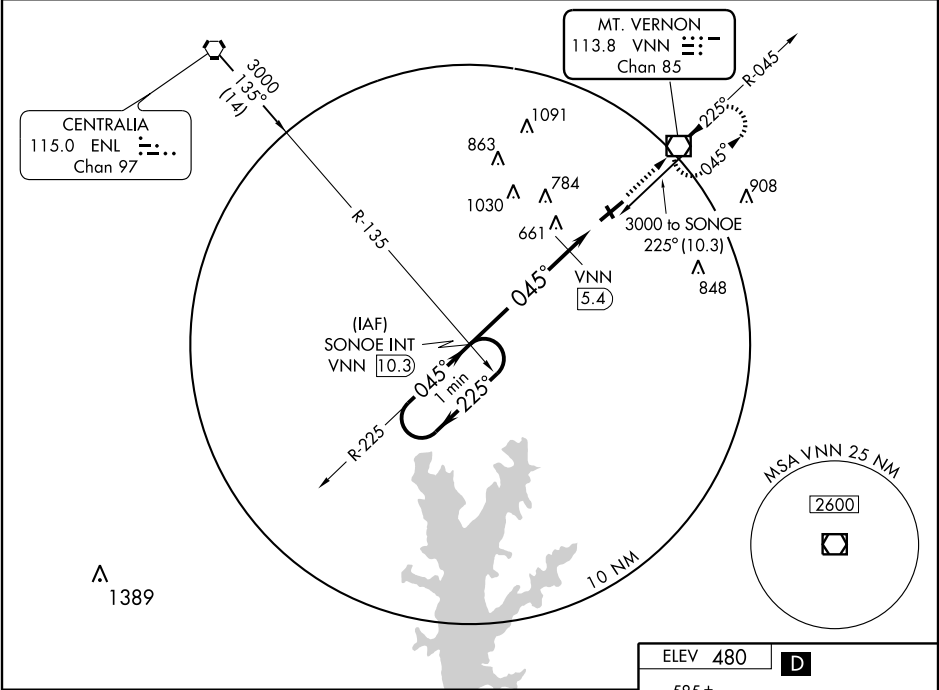 MT. VERNON
113.8 VNN
Chan 85
R-045
3000
135°
(14)
CENTRALIA
115.0 ENL
Chan 97
1091
863
1030
784
661
225°
045°
908
3000 to SONOE
225° (10.3)
848
R-135
VNN
5.4
045°
(IAF)
SONOE INT
VNN 10.3
045°
1 min
225°
R-225
MSA VNN 25 NM
2600
10 NM
1389
ELEV 480 D